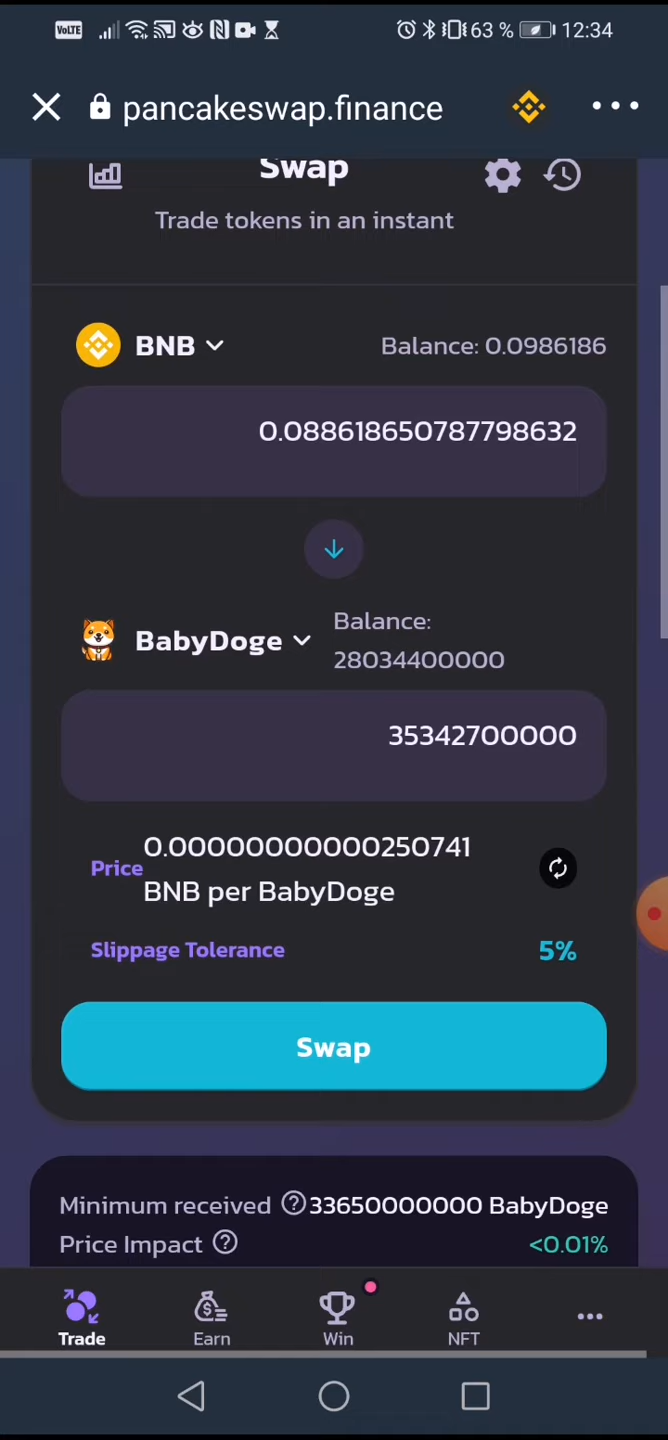 VoLTE 63 % 12:34
pancakeswap.finance
Swap
Trade tokens in an instant
BNB Balance: 0.0986186
0.088618650787798632
BabyDoge Balance:
28034400000
35342700000
0.00000000000250741
Price
BNB per BabyDoge
Slippage Tolerance 5%
Swap
Minimum received 33650000000 BabyDoge
Price Impact <0.01%
Trade Earn Win NFT